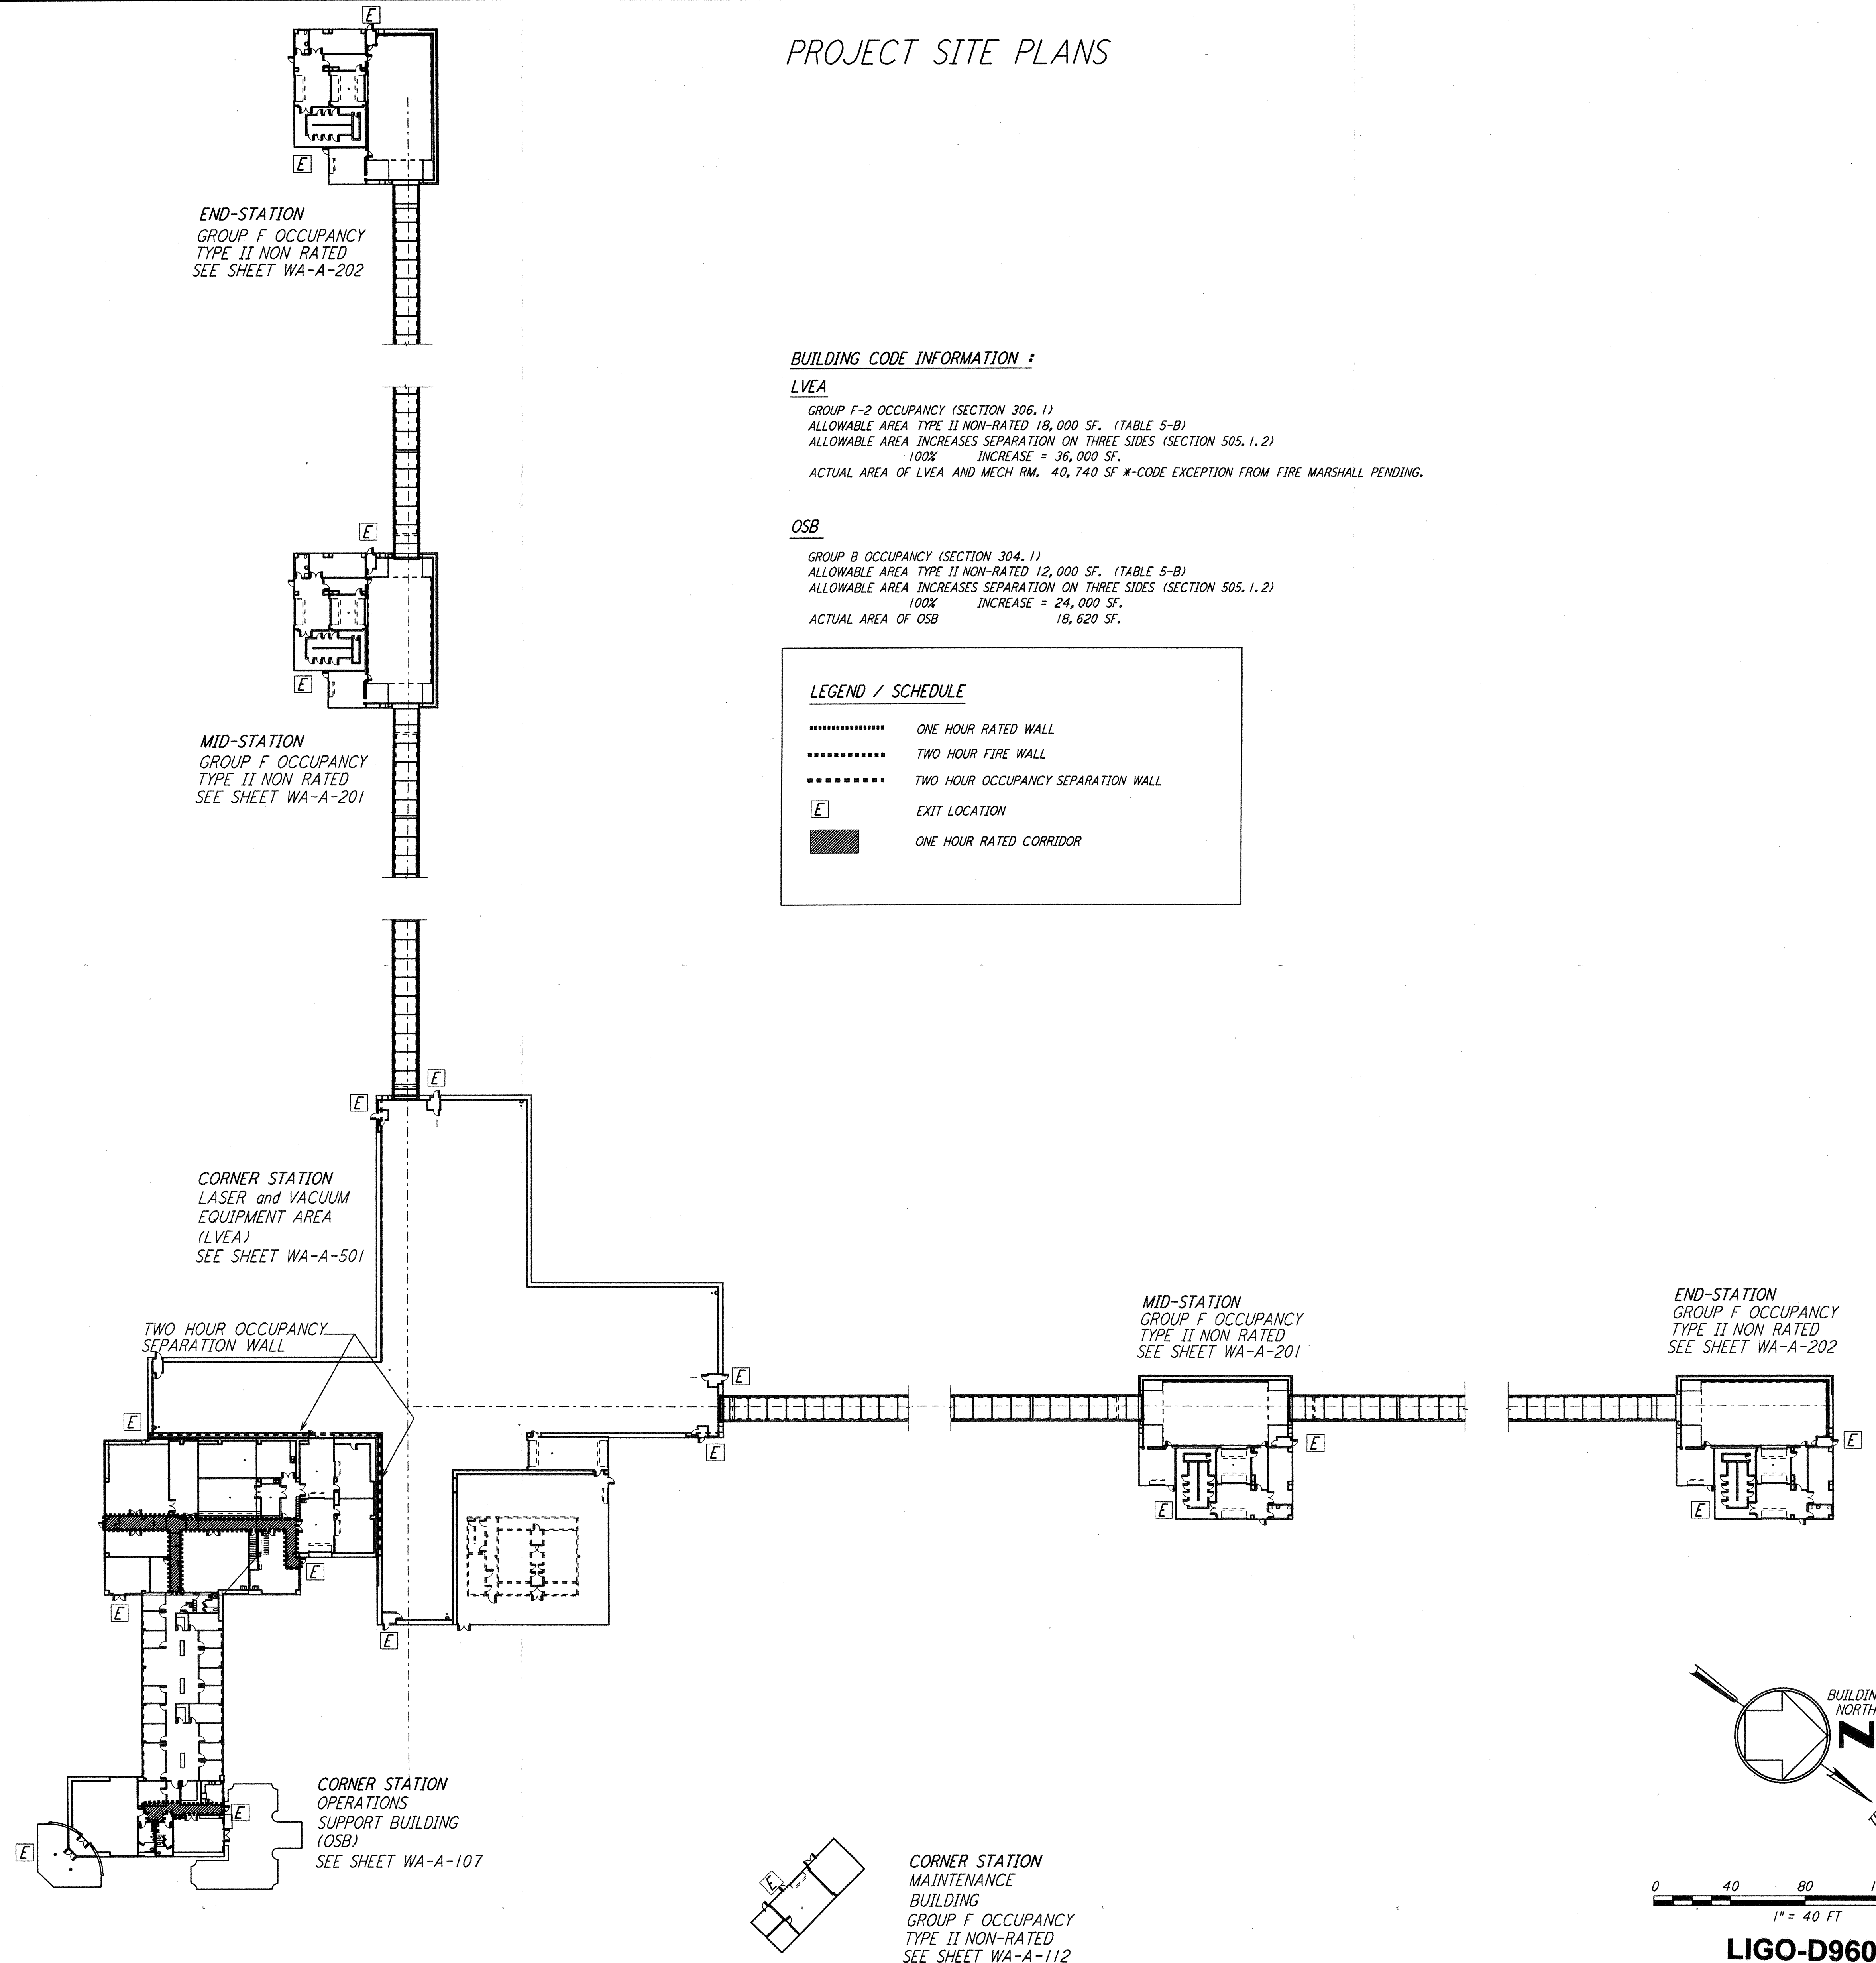 PROJECT SITE PLANS
E
E
END-STATION
GROUP F OCCUPANCY
TYPE II NON RATED
SEE SHEET WA-A-202
BUILDING CODE INFORMATION :
LVEA
GROUP F-2 OCCUPANCY (SECTION 306.1)
ALLOWABLE AREA TYPE II NON-RATED 18,000 SF. (TABLE 5-B)
ALLOWABLE AREA INCREASES SEPARATION ON THREE SIDES (SECTION 505.1.2)
100% INCREASE = 36,000 SF.
ACTUAL AREA OF LVEA AND MECH RM. 40,740 SF *-CODE EXCEPTION FROM FIRE MARSHALL PENDING.
OSB
GROUP B OCCUPANCY (SECTION 304.1)
ALLOWABLE AREA TYPE II NON-RATED 12,000 SF. (TABLE 5-B)
ALLOWABLE AREA INCREASES SEPARATION ON THREE SIDES (SECTION 505.1.2)
100% INCREASE = 24,000 SF.
ACTUAL AREA OF OSB 18,620 SF.
E
E
MID-STATION
GROUP F OCCUPANCY
TYPE II NON RATED
SEE SHEET WA-A-201
LEGEND / SCHEDULE
ONE HOUR RATED WALL
TWO HOUR FIRE WALL
TWO HOUR OCCUPANCY SEPARATION WALL
E EXIT LOCATION
ONE HOUR RATED CORRIDOR
E
E
CORNER STATION
LASER and VACUUM
EQUIPMENT AREA
(LVEA)
SEE SHEET WA-A-501
TWO HOUR OCCUPANCY
SEPARATION WALL
E
E
E
E
E
E
MID-STATION
GROUP F OCCUPANCY
TYPE II NON RATED
SEE SHEET WA-A-201
E
E
END-STATION
GROUP F OCCUPANCY
TYPE II NON RATED
SEE SHEET WA-A-202
E
E
CORNER STATION
OPERATIONS
SUPPORT BUILDING
(OSB)
SEE SHEET WA-A-107
E
E
E
CORNER STATION
MAINTENANCE
BUILDING
GROUP F OCCUPANCY
TYPE II NON-RATED
SEE SHEET WA-A-112
NORTH
N
0 40 80
1" = 40 FT
LIGO-D960